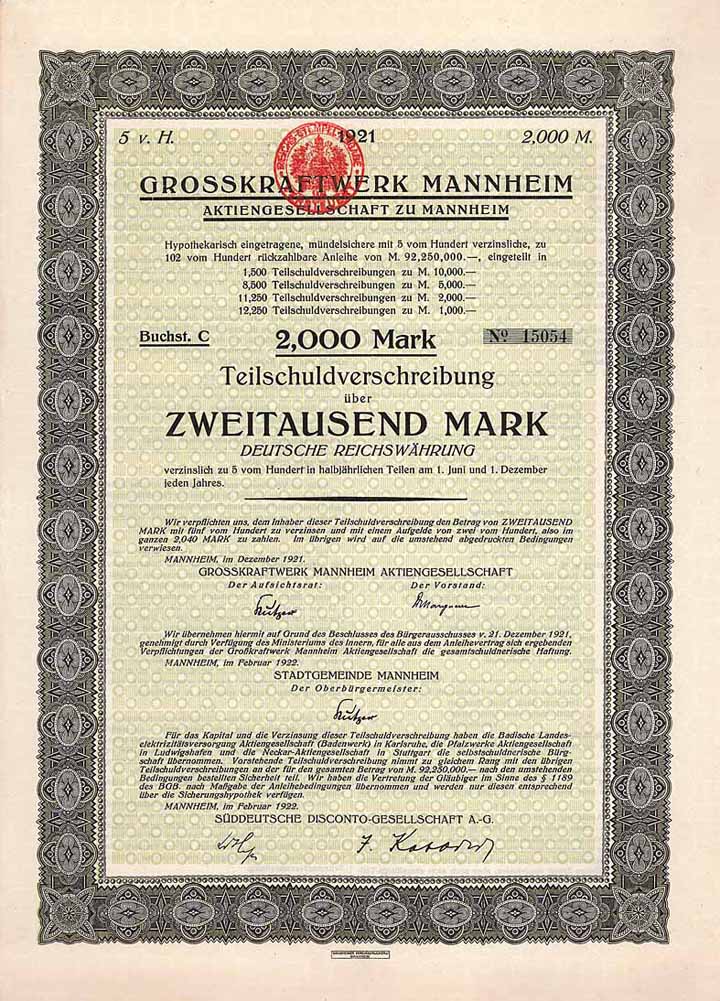 5 v. H. 1921 2,000 M.
GROSSKRAFTWERK MANNHEIM
AKTIENGESELLSCHAFT ZU MANNHEIM
Hypothekarisch eingetragene, mündelsichere mit 5 vom Hundert verzinsliche, zu
102 vom Hundert rückzahlbare Anleihe von M. 92,250,000.—, eingeteilt in
1,500 Teilschuldverschreibungen zu M. 10,000.—
8,500 Teilschuldverschreibungen zu M. 5,000.—
11,250 Teilschuldverschreibungen zu M. 2,000.—
12,250 Teilschuldverschreibungen zu M. 1,000.—
Buchst. C 2,000 Mark No 15054
Teilschuldverschreibung
über
ZWEITAUSEND MARK
DEUTSCHE REICHSWÄHRUNG
verzinslich zu 5 vom Hundert in halbjährlichen Teilen am 1. Juni und 1. Dezember
jeden Jahres.
Wir verpflichten uns, dem Inhaber dieser Teilschuldverschreibung den Betrag von ZWEITAUSEND
MARK mit fünf vom Hundert zu verzinsen und mit einem Aufgelde von zwei vom Hundert, also im
ganzen 2,040 MARK zu zahlen. Im übrigen wird auf die umstehend abgedruckten Bedingungen
verwiesen.
MANNHEIM, im Dezember 1921.
GROSSKRAFTWERK MANNHEIM AKTIENGESELLSCHAFT
Der Aufsichtsrat: Der Vorstand:
Kutzer
Wir übernehmen hiermit auf Grund des Beschlusses des Bürgerausschusses v. 21. Dezember 1921,
genehmigt durch Verfügung des Ministeriums des Innern, für alle aus dem Anleihevertrag sich ergebenden
Verpflichtungen der Großkraftwerk Mannheim Aktiengesellschaft die gesamtschuldnerische Haftung.
MANNHEIM, im Februar 1922.
STADTGEMEINDE MANNHEIM
Der Oberbürgermeister:
Kutzer
Für das Kapital und die Verzinsung dieser Teilschuldverschreibung haben die Badische Landes-
elektrizitätsversorgung Aktiengesellschaft (Badenwerk) in Karlsruhe, die Pfalzwerke Aktiengesellschaft
in Ludwigshafen und die Neckar-Aktiengesellschaft in Stuttgart die selbstschuldnerische Bürg-
schaft übernommen. Vorstehende Teilschuldverschreibung nimmt zu gleichem Rang mit den übrigen
Teilschuldverschreibungen an der für den gesamten Betrag von M. 92,250,000.— nach den umstehenden
Bedingungen bestellten Sicherheit teil. Wir haben die Vertretung der Gläubiger im Sinne des § 1189
des BGB. nach Maßgabe der Anleihebedingungen übernommen und werden nur diesen entsprechend
über die Sicherungshypothek verfügen.
MANNHEIM, im Februar 1922.
SÜDDEUTSCHE DISCONTO-GESELLSCHAFT A.-G.